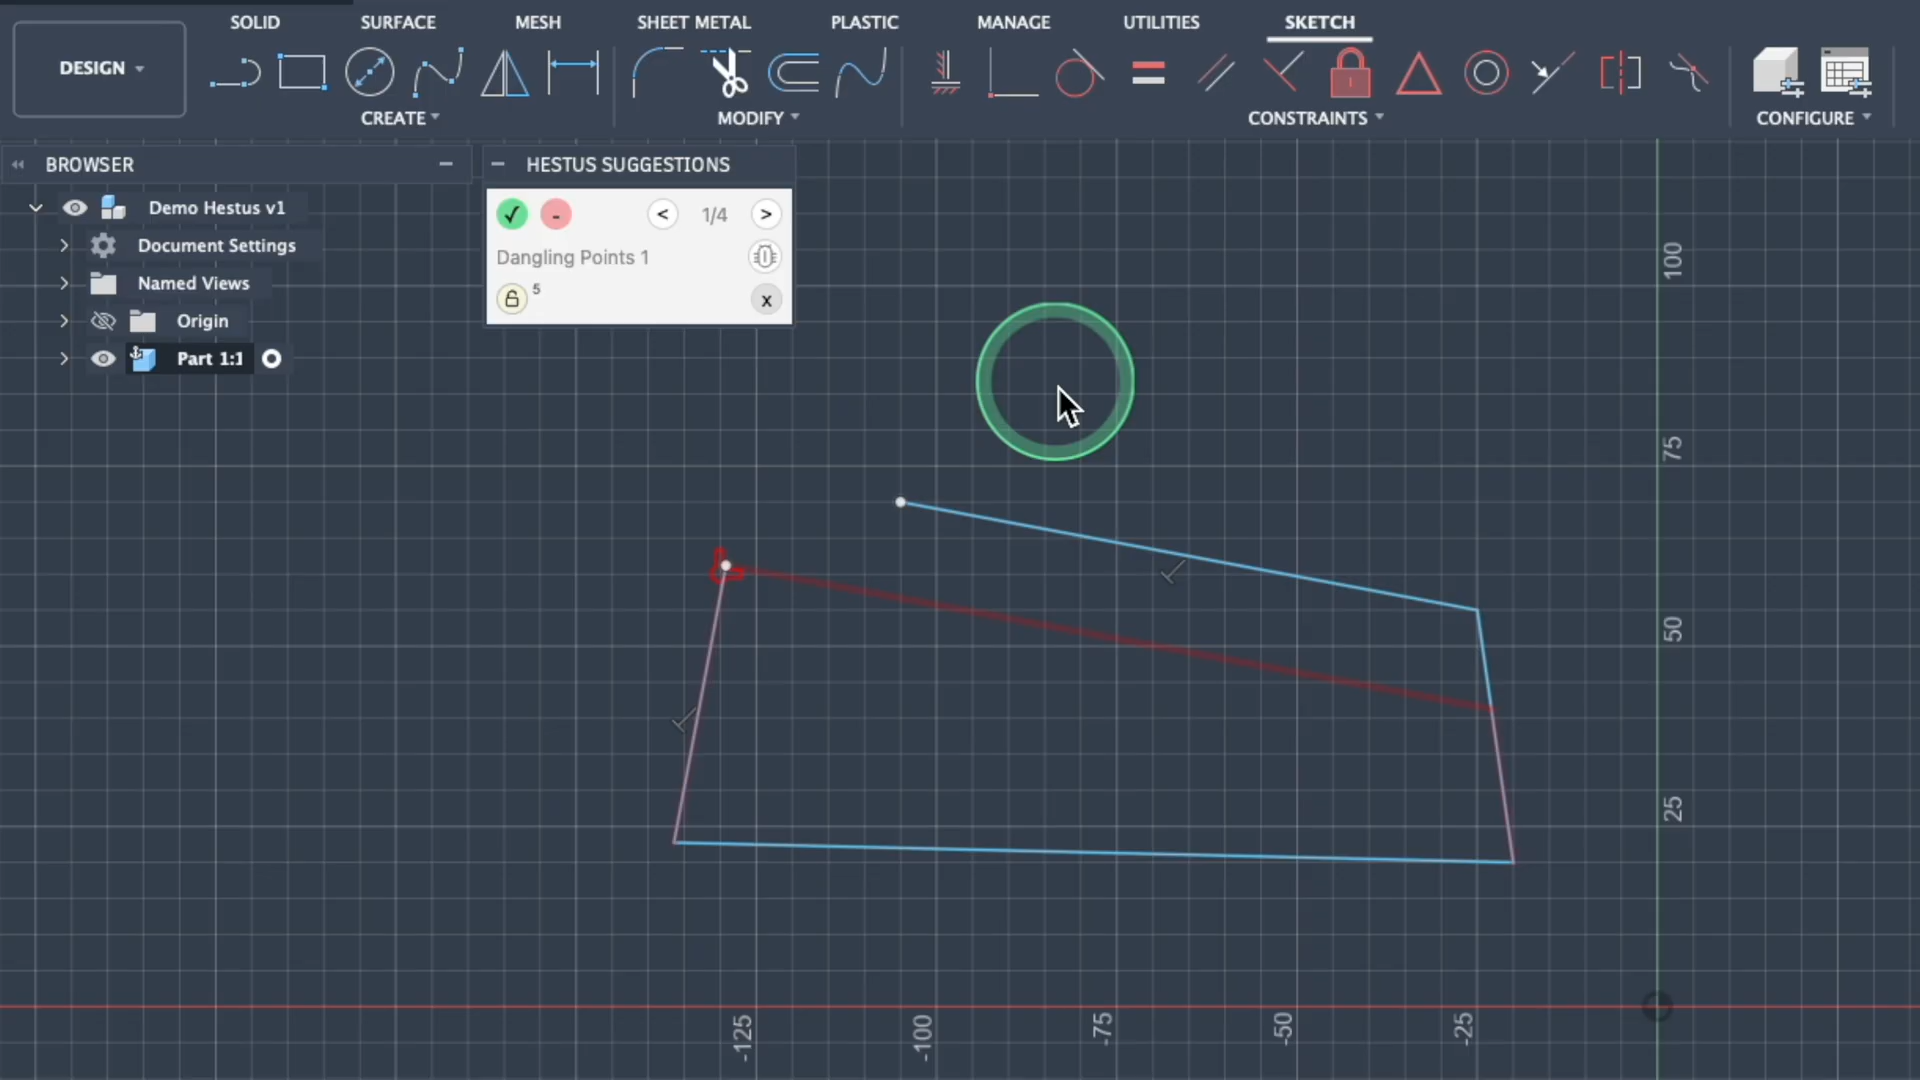 SOLID SURFACE MESH SHEET METAL PLASTIC MANAGE UTILITIES SKETCH
DESIGN
CREATE MODIFY CONSTRAINTS CONFIGURE
BROWSER
HESTUS SUGGESTIONS
Demo Hestus v1
Document Settings
Named Views
Origin
Part 1:1
< 1/4 >
Dangling Points 1
5
x
100
75
50
25
-125
-100
-75
-50
-25